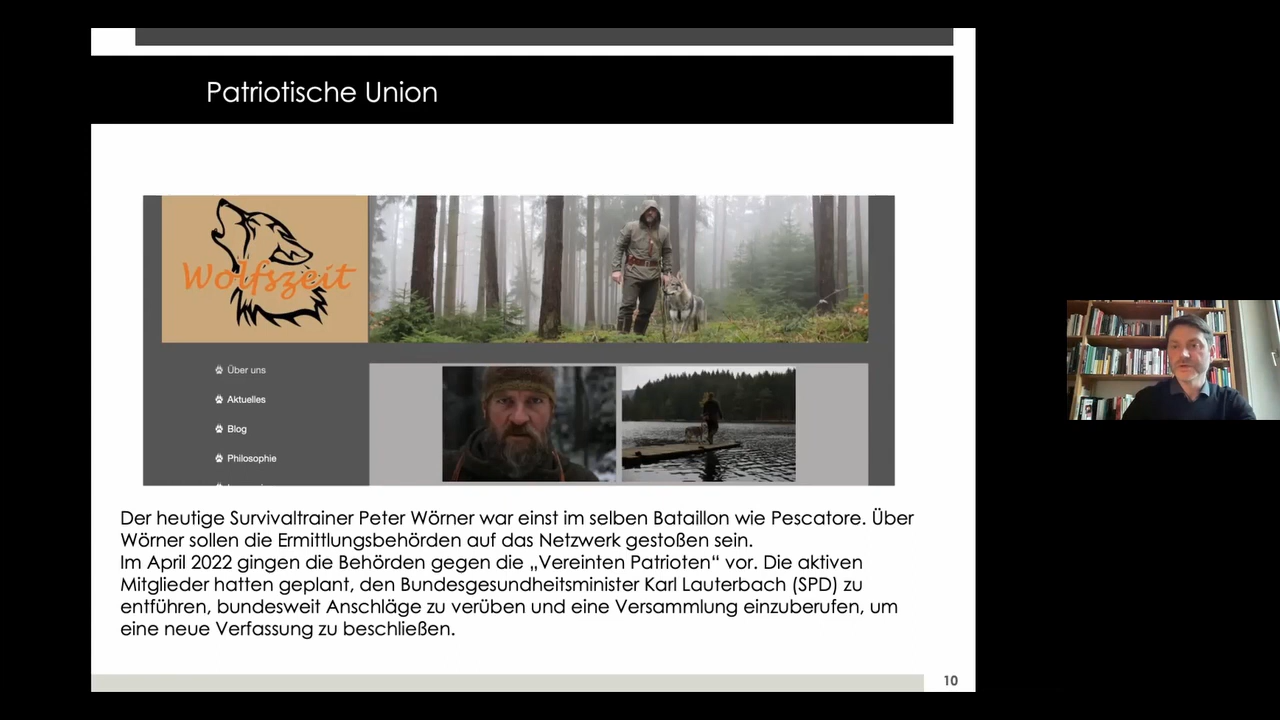 Patriotische Union
Wolfszeit
Über uns
Aktuelles
Blog
Philosophie
Der heutige Survivaltrainer Peter Wörner war einst im selben Bataillon wie Pescatore. Über
Wörner sollen die Ermittlungsbehörden auf das Netzwerk gestoßen sein.
Im April 2022 gingen die Behörden gegen die „Vereinten Patrioten“ vor. Die aktiven
Mitglieder hatten geplant, den Bundesgesundheitsminister Karl Lauterbach (SPD) zu
entführen, bundesweit Anschläge zu verüben und eine Versammlung einzuberufen, um
eine neue Verfassung zu beschließen.
10